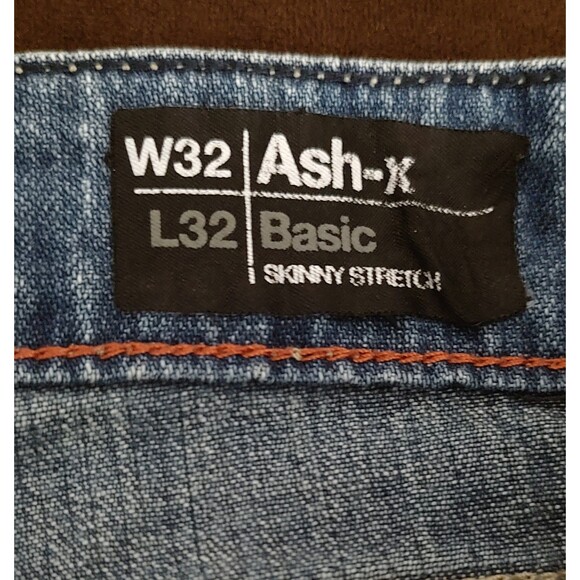 W32 Ash-x
L32 Basic
SKINNY STRETCH